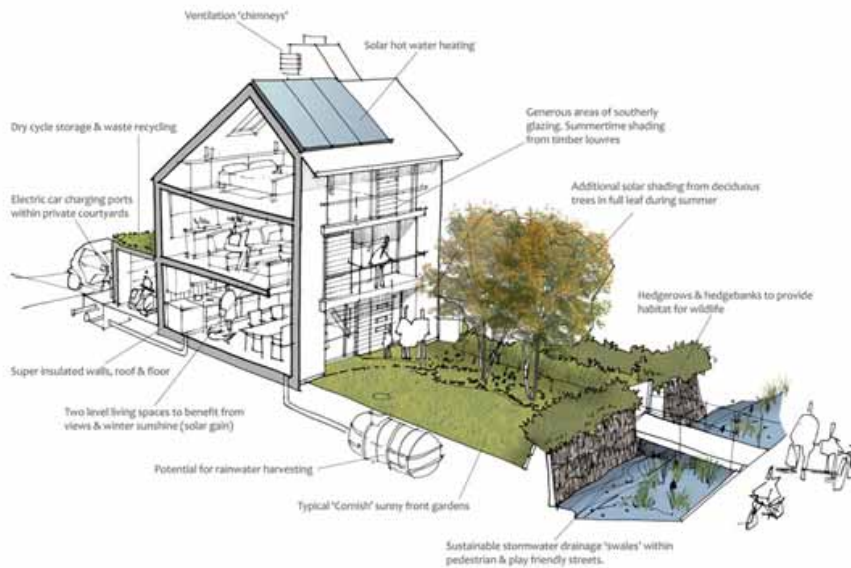 Ventilation 'chimneys'
Solar hot water heating
Dry cycle storage & waste recycling
Generous areas of southerly
glazing. Summertime shading
from timber louvres
Electric car charging ports
within private courtyards
Additional solar shading from deciduous
trees in full leaf during summer
Hedgerows & hedgebanks to provide
habitat for wildlife
Super insulated walls, roof & floor
Two level living spaces to benefit from
views & winter sunshine (solar gain)
Potential for rainwater harvesting
Typical 'Cornish' sunny front gardens
Sustainable stormwater drainage 'swales' within
pedestrian & play friendly streets.